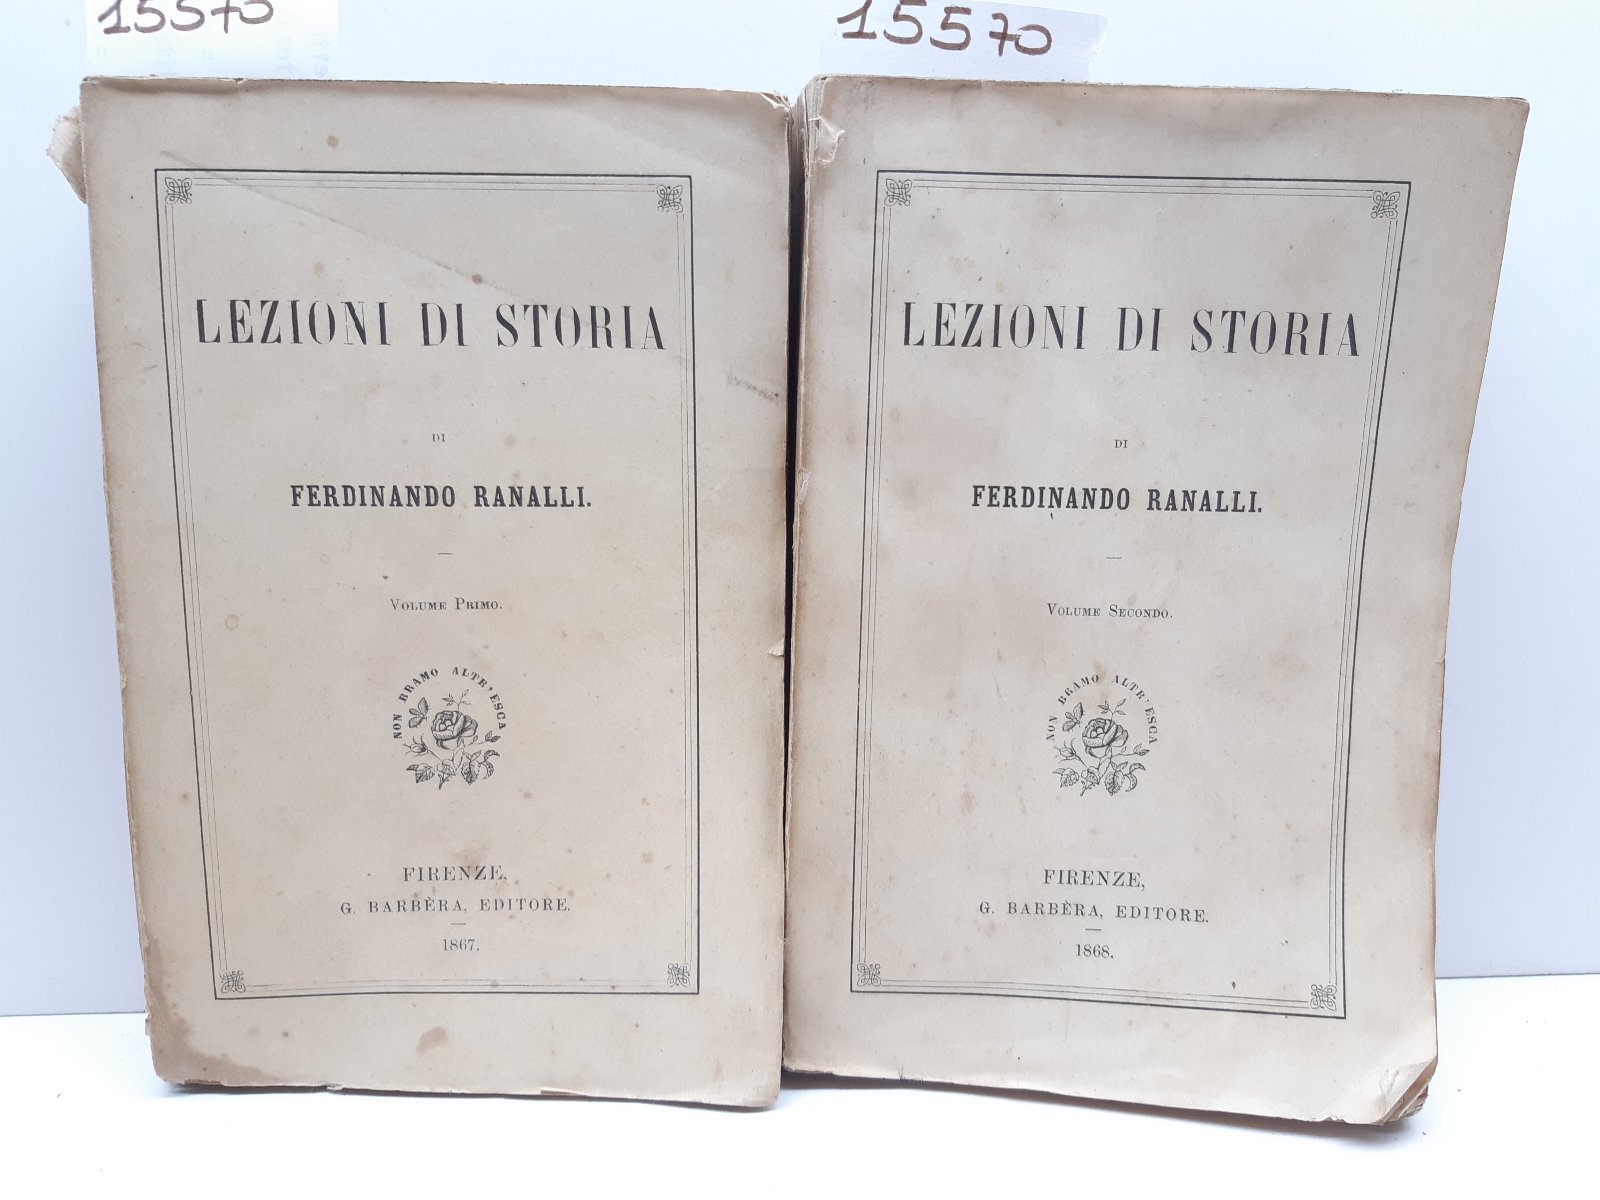 15570
LEZIONI DI STORIA
DI
FERDINANDO RANALLI.
VOLUME PRIMO.
NON BRAMO ALTR'ESCA
FIRENZE,
G. BARBÈRA, EDITORE.
1867.
15570
LEZIONI DI STORIA
DI
FERDINANDO RANALLI.
VOLUME SECONDO.
NON BRAMO ALTR'ESCA
FIRENZE,
G. BARBÈRA, EDITORE.
1868.